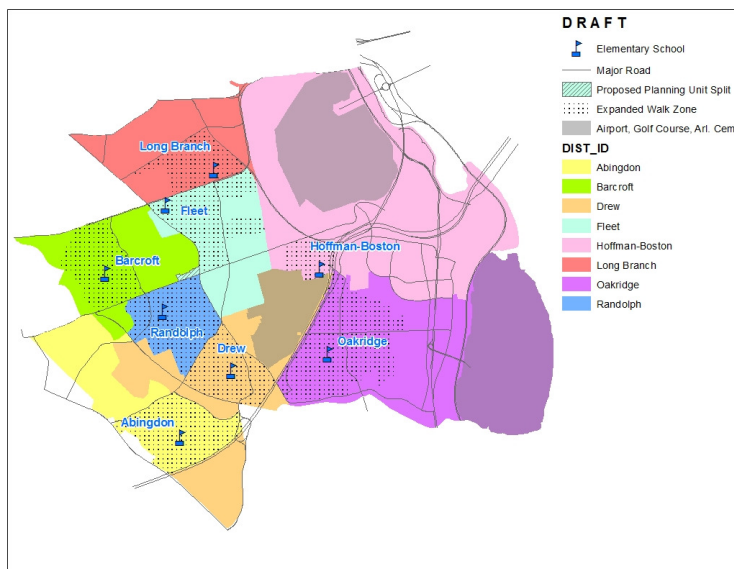 DRAFT
Elementary School
Major Road
Proposed Planning Unit Split
Expanded Walk Zone
Airport, Golf Course, Arl. Cem
DIST_ID
Abingdon
Barcroft
Drew
Fleet
Hoffman-Boston
Long Branch
Oakridge
Randolph
Long Branch
Fleet
Hoffman-Boston
Barcroft
Randolph
Drew
Oakridge
Abingdon